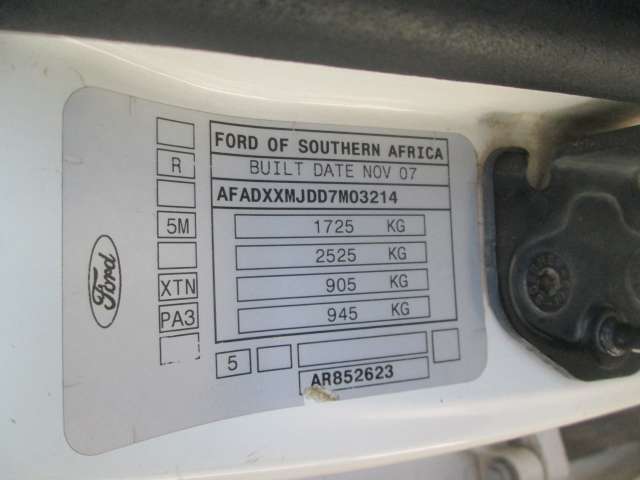 FORD OF SOUTHERN AFRICA
R
BUILT DATE NOV 07
AFADXXMJDD7M03214
5M
1725 KG
2525 KG
XTN
905 KG
PA3
945 KG
Ford
5
AR852623